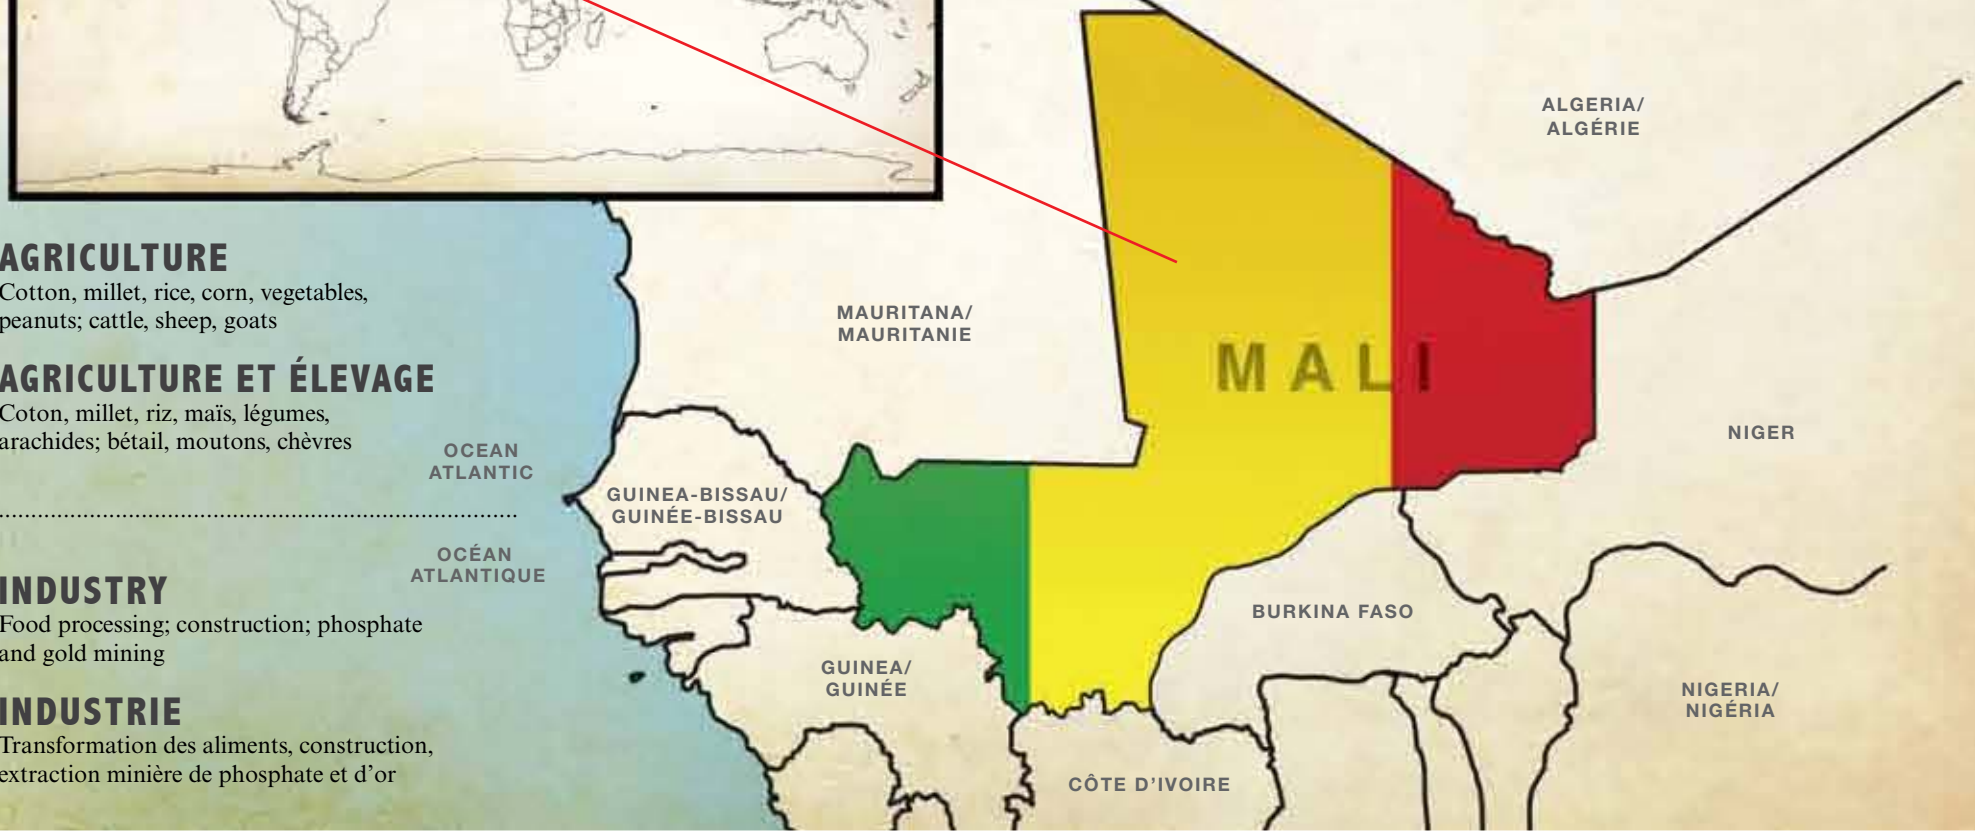 AGRICULTURE
Cotton, millet, rice, corn, vegetables,
peanuts; cattle, sheep, goats
AGRICULTURE ET ÉLEVAGE
Coton, millet, riz, maïs, légumes,
arachides; bétail, moutons, chèvres
INDUSTRY
Food processing; construction; phosphate
and gold mining
INDUSTRIE
Transformation des aliments, construction,
extraction minière de phosphate et d’or
OCEAN
ATLANTIC
OCÉAN
ATLANTIQUE
ALGERIA/
ALGÉRIE
MAURITANA/
MAURITANIE
MALI
NIGER
GUINEA-BISSAU/
GUINÉE-BISSAU
BURKINA FASO
GUINEA/
GUINÉE
NIGERIA/
NIGÉRIA
CÔTE D’IVOIRE